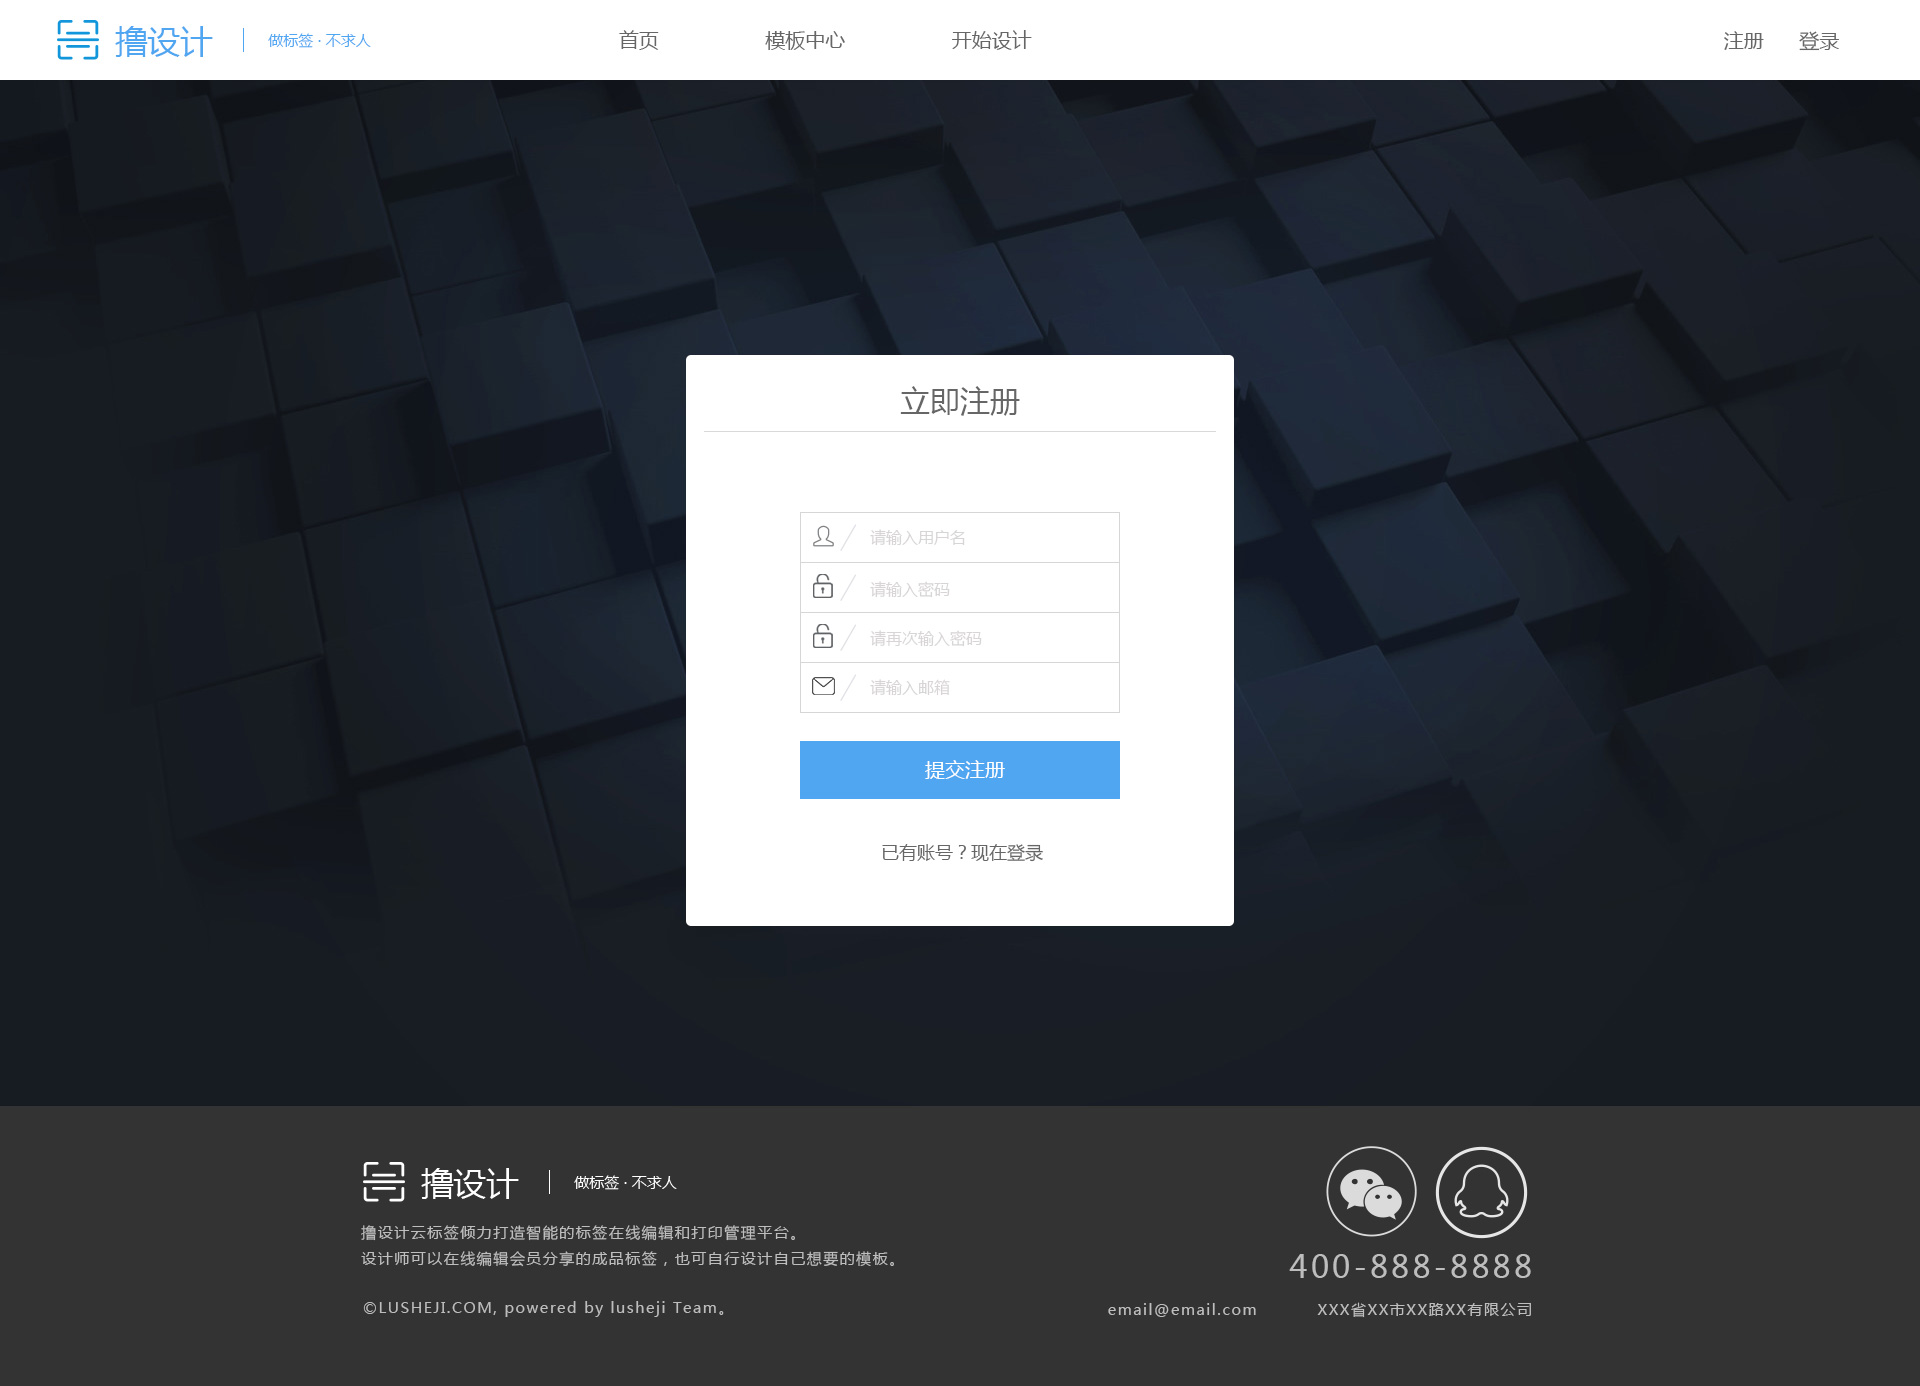 撸设计
做标签 · 不求人
首页
模板中心
开始设计
注册
登录
立即注册
请输入用户名
请输入密码
请再次输入密码
请输入邮箱
提交注册
已有账号？现在登录
撸设计
做标签 · 不求人
撸设计云标签倾力打造智能的标签在线编辑和打印管理平台。
设计师可以在线编辑会员分享的成品标签，也可自行设计自己想要的模板。
©LUSHEJI.COM, powered by lusheji Team。
400-888-8888
email@email.com
XXX省XX市XX路XX有限公司